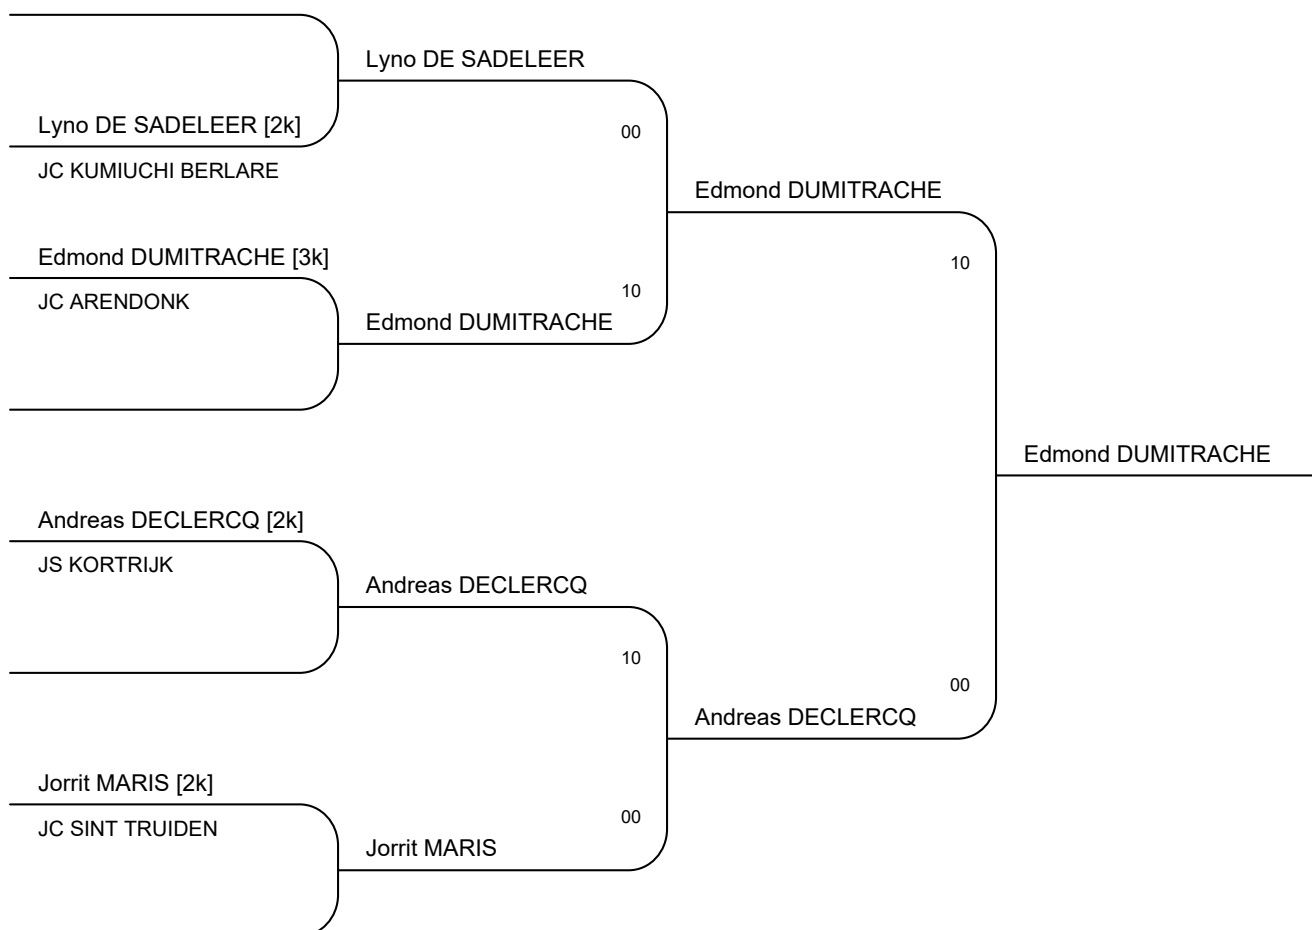 Lyno DE SADELEER
Lyno DE SADELEER [2k]
00
JC KUMIUCHI BERLARE
Edmond DUMITRACHE
Edmond DUMITRACHE [3k]
10
JC ARENDONK
10
Edmond DUMITRACHE
Edmond DUMITRACHE
Andreas DECLERCQ [2k]
JS KORTRIJK
Andreas DECLERCQ
10
00
Andreas DECLERCQ
Jorrit MARIS [2k]
00
JC SINT TRUIDEN
Jorrit MARIS